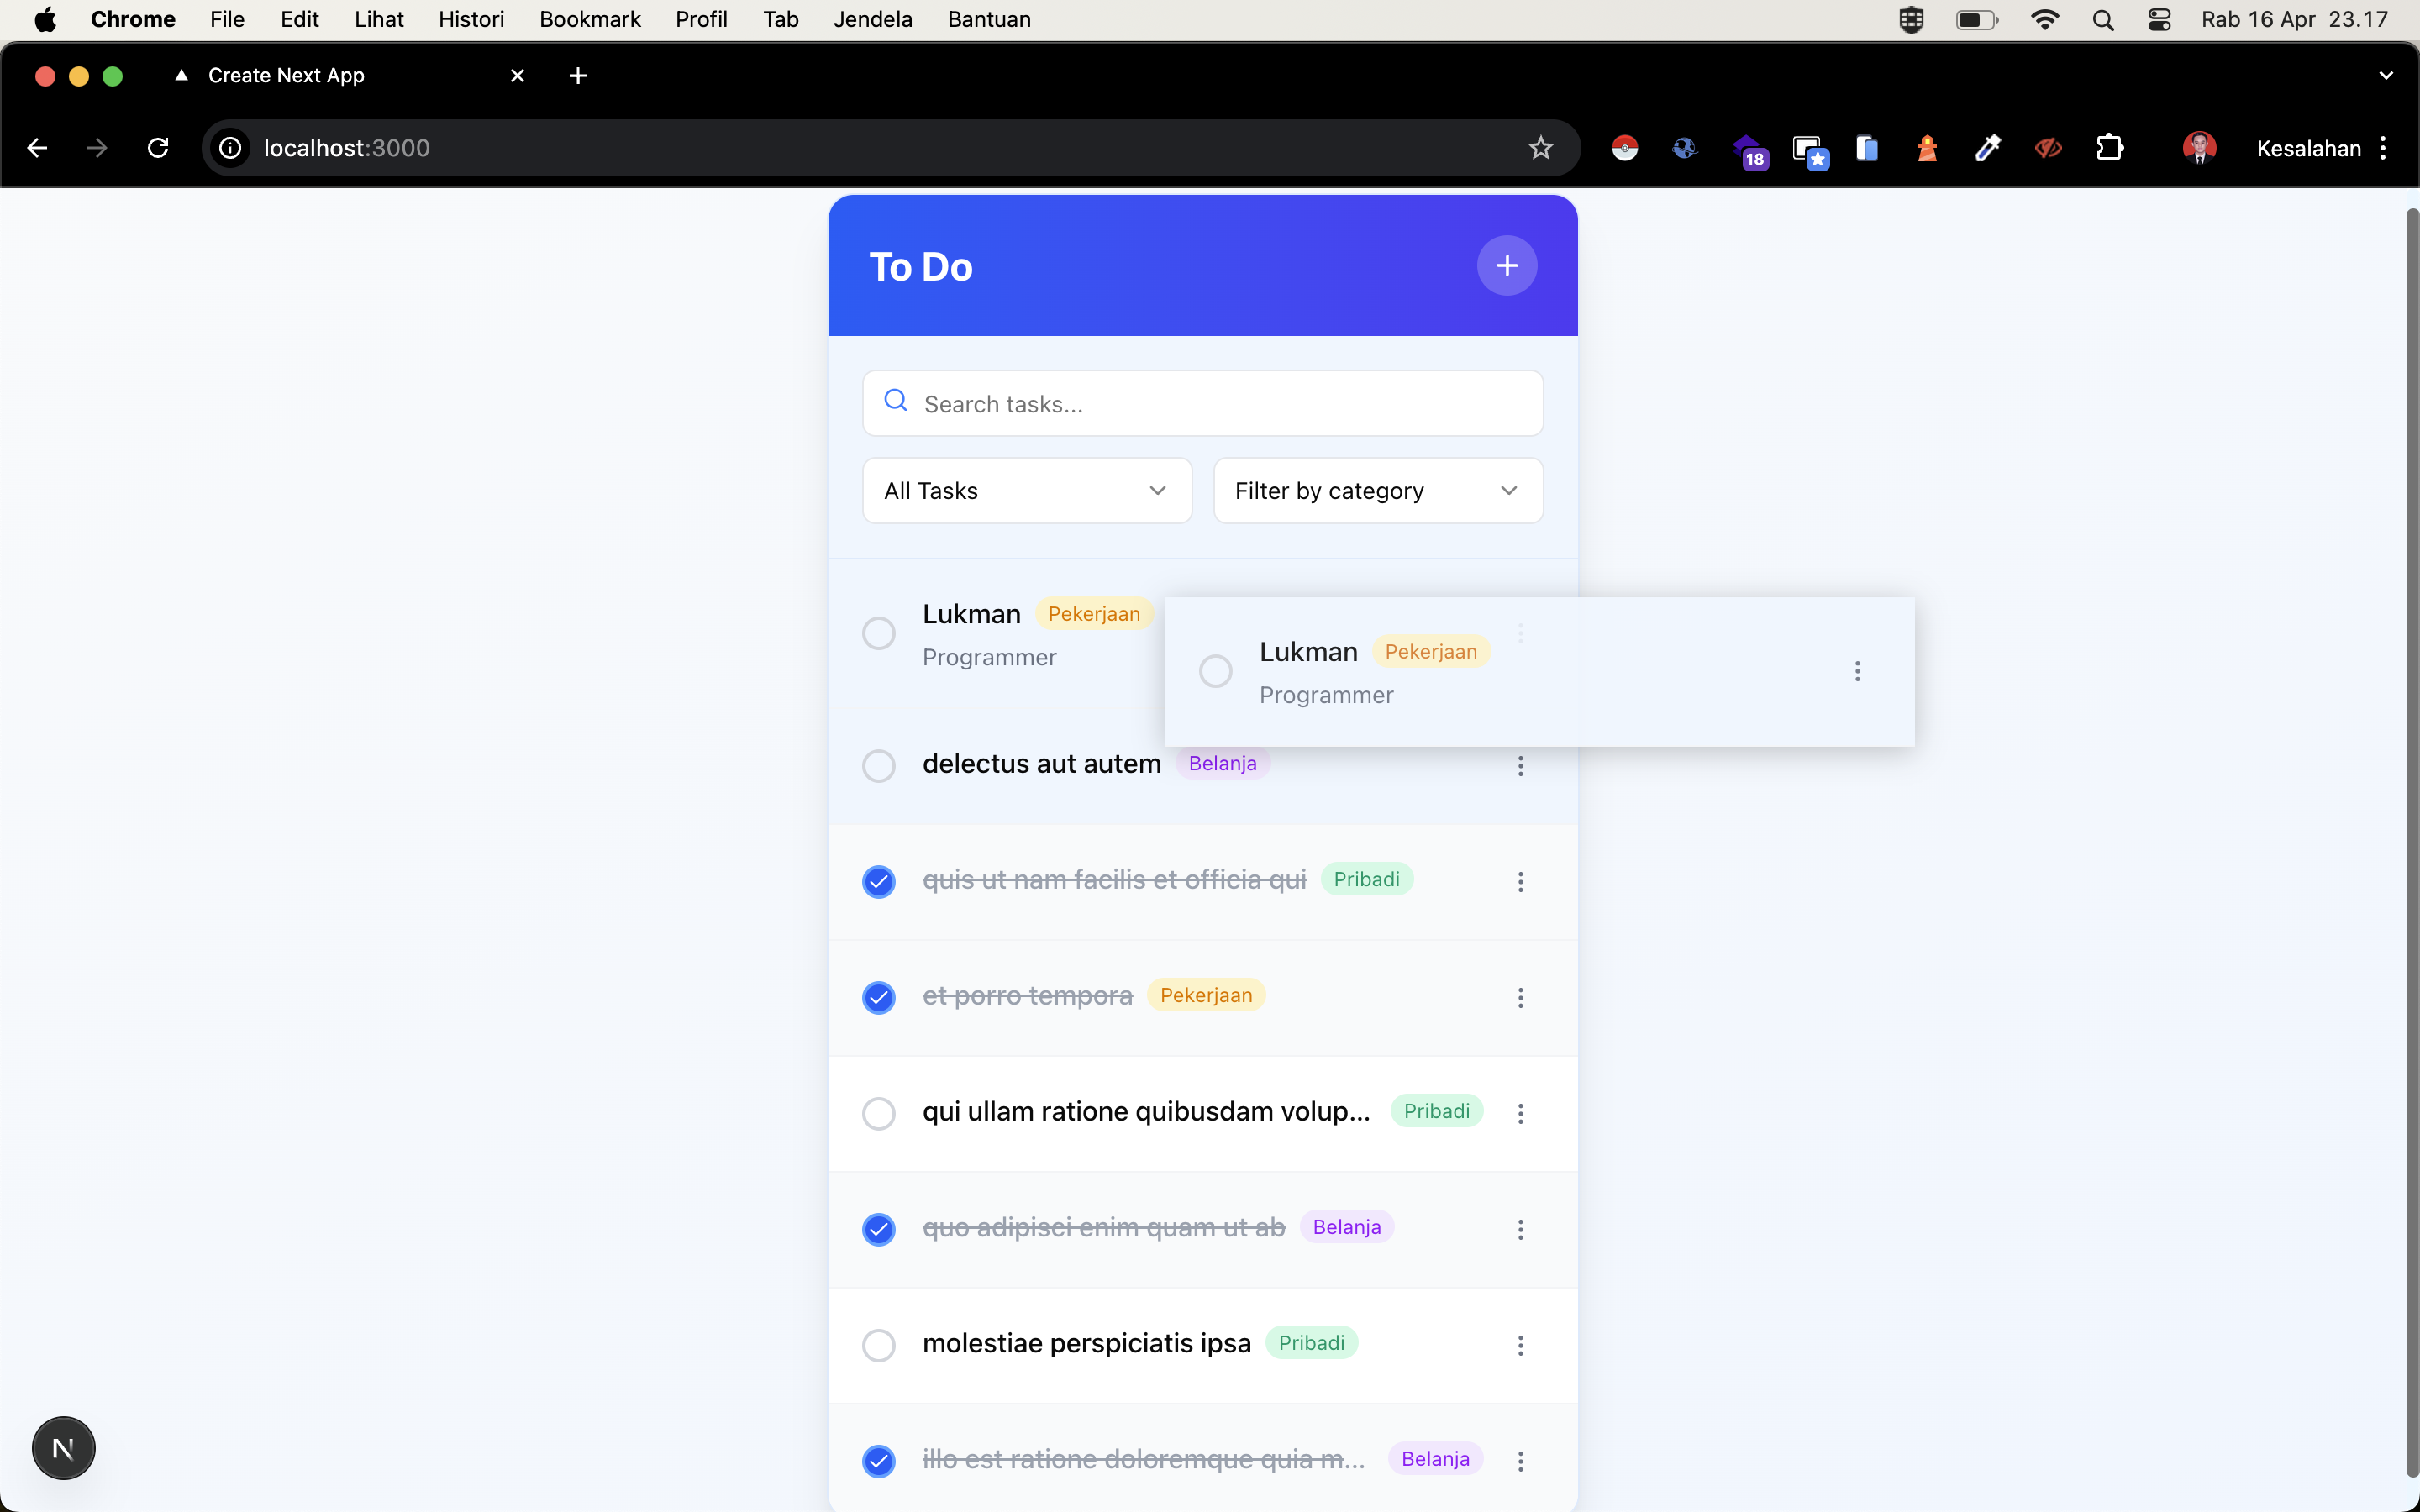 Chrome File Edit Lihat Histori Bookmark Profil Tab Jendela Bantuan Rab 16 Apr 23.17
Create Next App
localhost:3000 18 Kesalahan
To Do
Search tasks...
All Tasks Filter by category
Lukman Pekerjaan
Programmer
Lukman Pekerjaan
Programmer
delectus aut autem Belanja
quis ut nam facilis et officia qui Pribadi
et porro tempora Pekerjaan
qui ullam ratione quibusdam volup... Pribadi
quo adipisci enim quam ut ab Belanja
molestiae perspiciatis ipsa Pribadi
illo est ratione doloremque quia m... Belanja
N